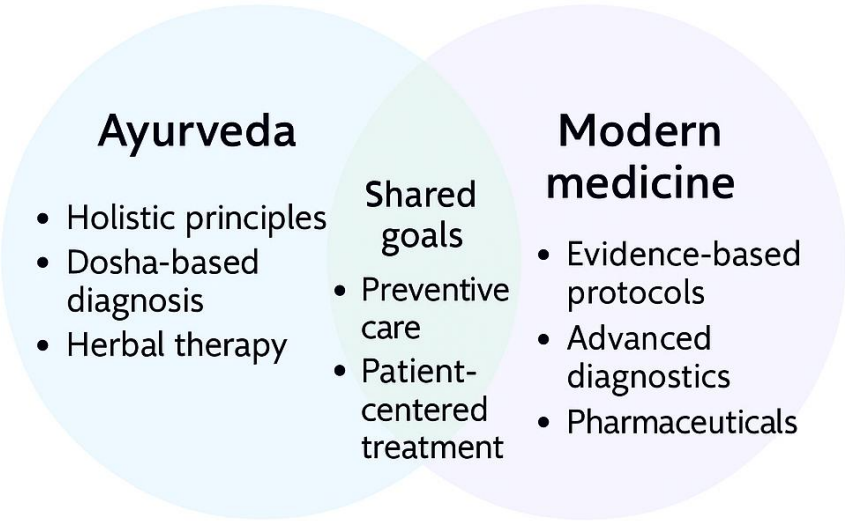 Ayurveda
• Holistic principles
• Dosha-based
diagnosis
• Herbal therapy
Shared
goals
• Preventive
care
• Patient-
centered
treatment
Modern
medicine
• Evidence-based
protocols
• Advanced
diagnostics
• Pharmaceuticals